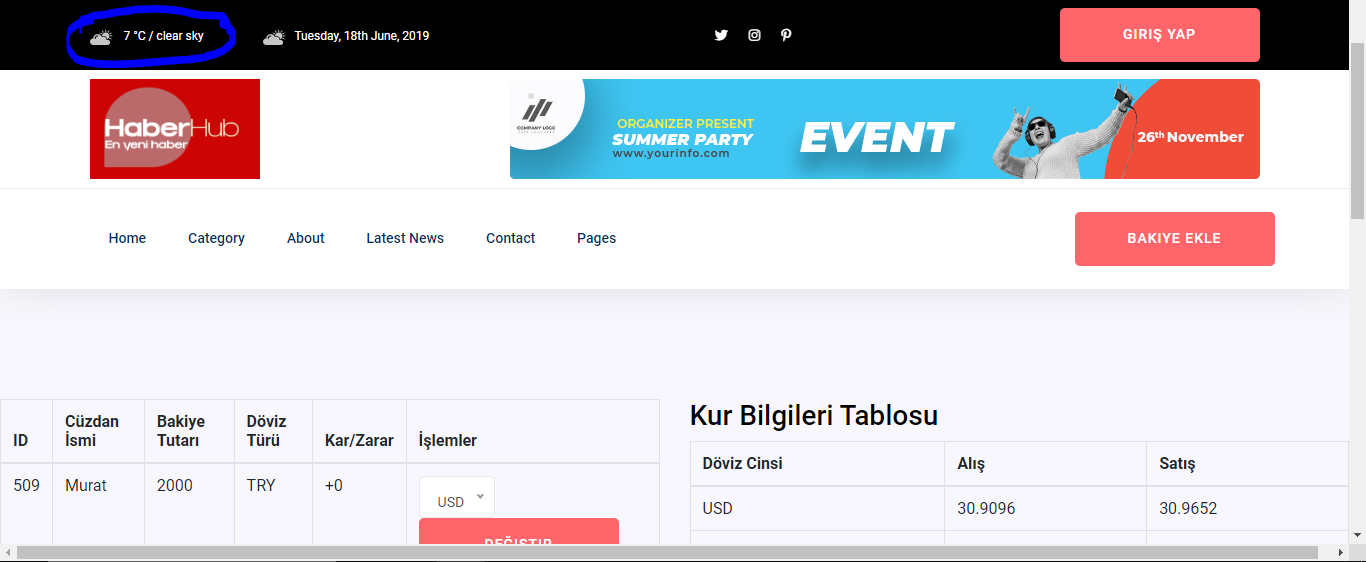 7 °C / clear sky
Tuesday, 18th June, 2019
GIRIŞ YAP
HaberHub
En yeni haber
COMPANY LOGO
ORGANIZER PRESENT
SUMMER PARTY
www.yourinfo.com
EVENT
26th November
Home Category About Latest News Contact Pages
BAKIYE EKLE
Kur Bilgileri Tablosu
ID Cüzdan İsmi Bakiye Tutarı Döviz Türü Kar/Zarar İşlemler
509 Murat 2000 TRY +0 USD
DEĞIŞTIR
Döviz Cinsi Alış Satış
USD 30.9096 30.9652